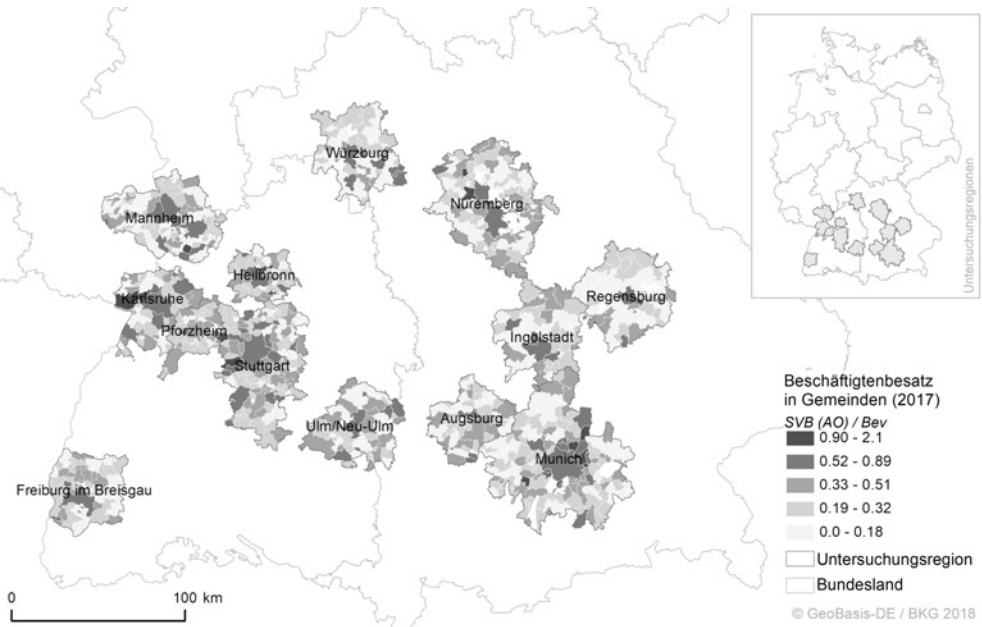 Würzburg
Nuremberg
Mannheim
Heilbronn
Karlsruhe
Regensburg
Pforzheim
Ingolstadt
Stuttgart
Augsburg
Ulm/Neu-Ulm
Munich
Freiburg im Breisgau
0 100 km
Untersuchungsregionen
Beschäftigtenbesatz
in Gemeinden (2017)
SVB (AO) / Bev
0.90 - 2.1
0.52 - 0.89
0.33 - 0.51
0.19 - 0.32
0.0 - 0.18
Untersuchungsregion
Bundesland
© GeoBasis-DE / BKG 2018